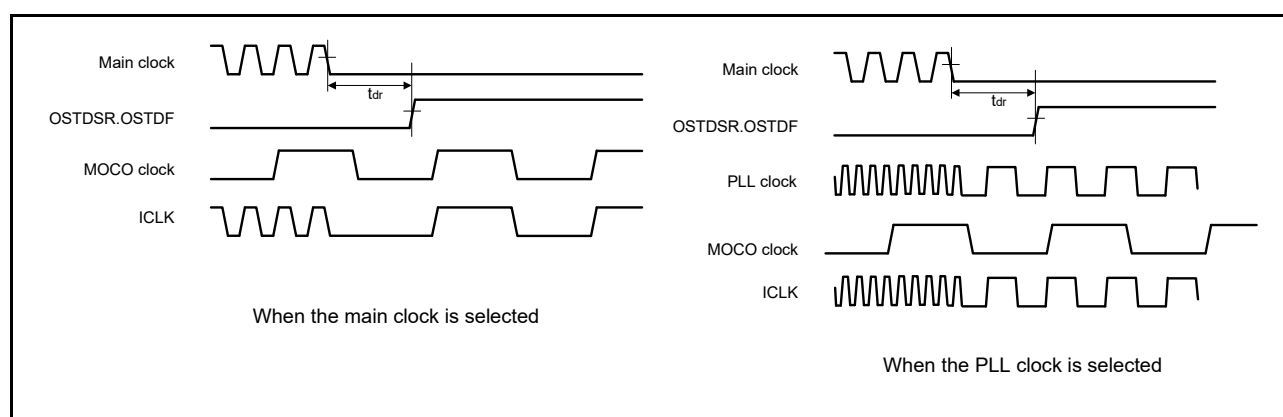 Main clock
tdr
OSTDSR.OSTDF
MOCO clock
ICLK
When the main clock is selected
Main clock
tdr
OSTDSR.OSTDF
PLL clock
MOCO clock
ICLK
When the PLL clock is selected